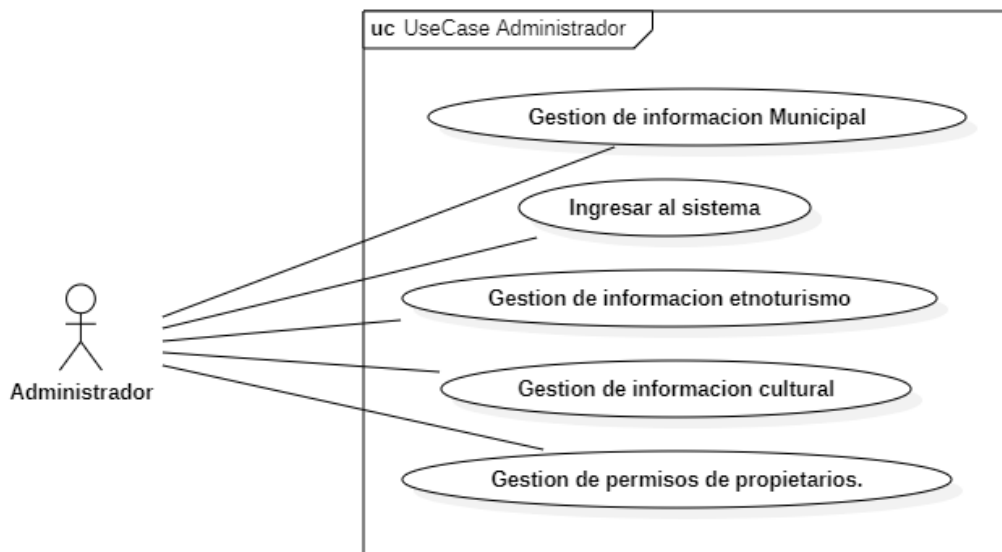 uc UseCase Administrador
Gestion de informacion Municipal
Ingresar al sistema
Gestion de informacion etnoturismo
Administrador
Gestion de informacion cultural
Gestion de permisos de propietarios.